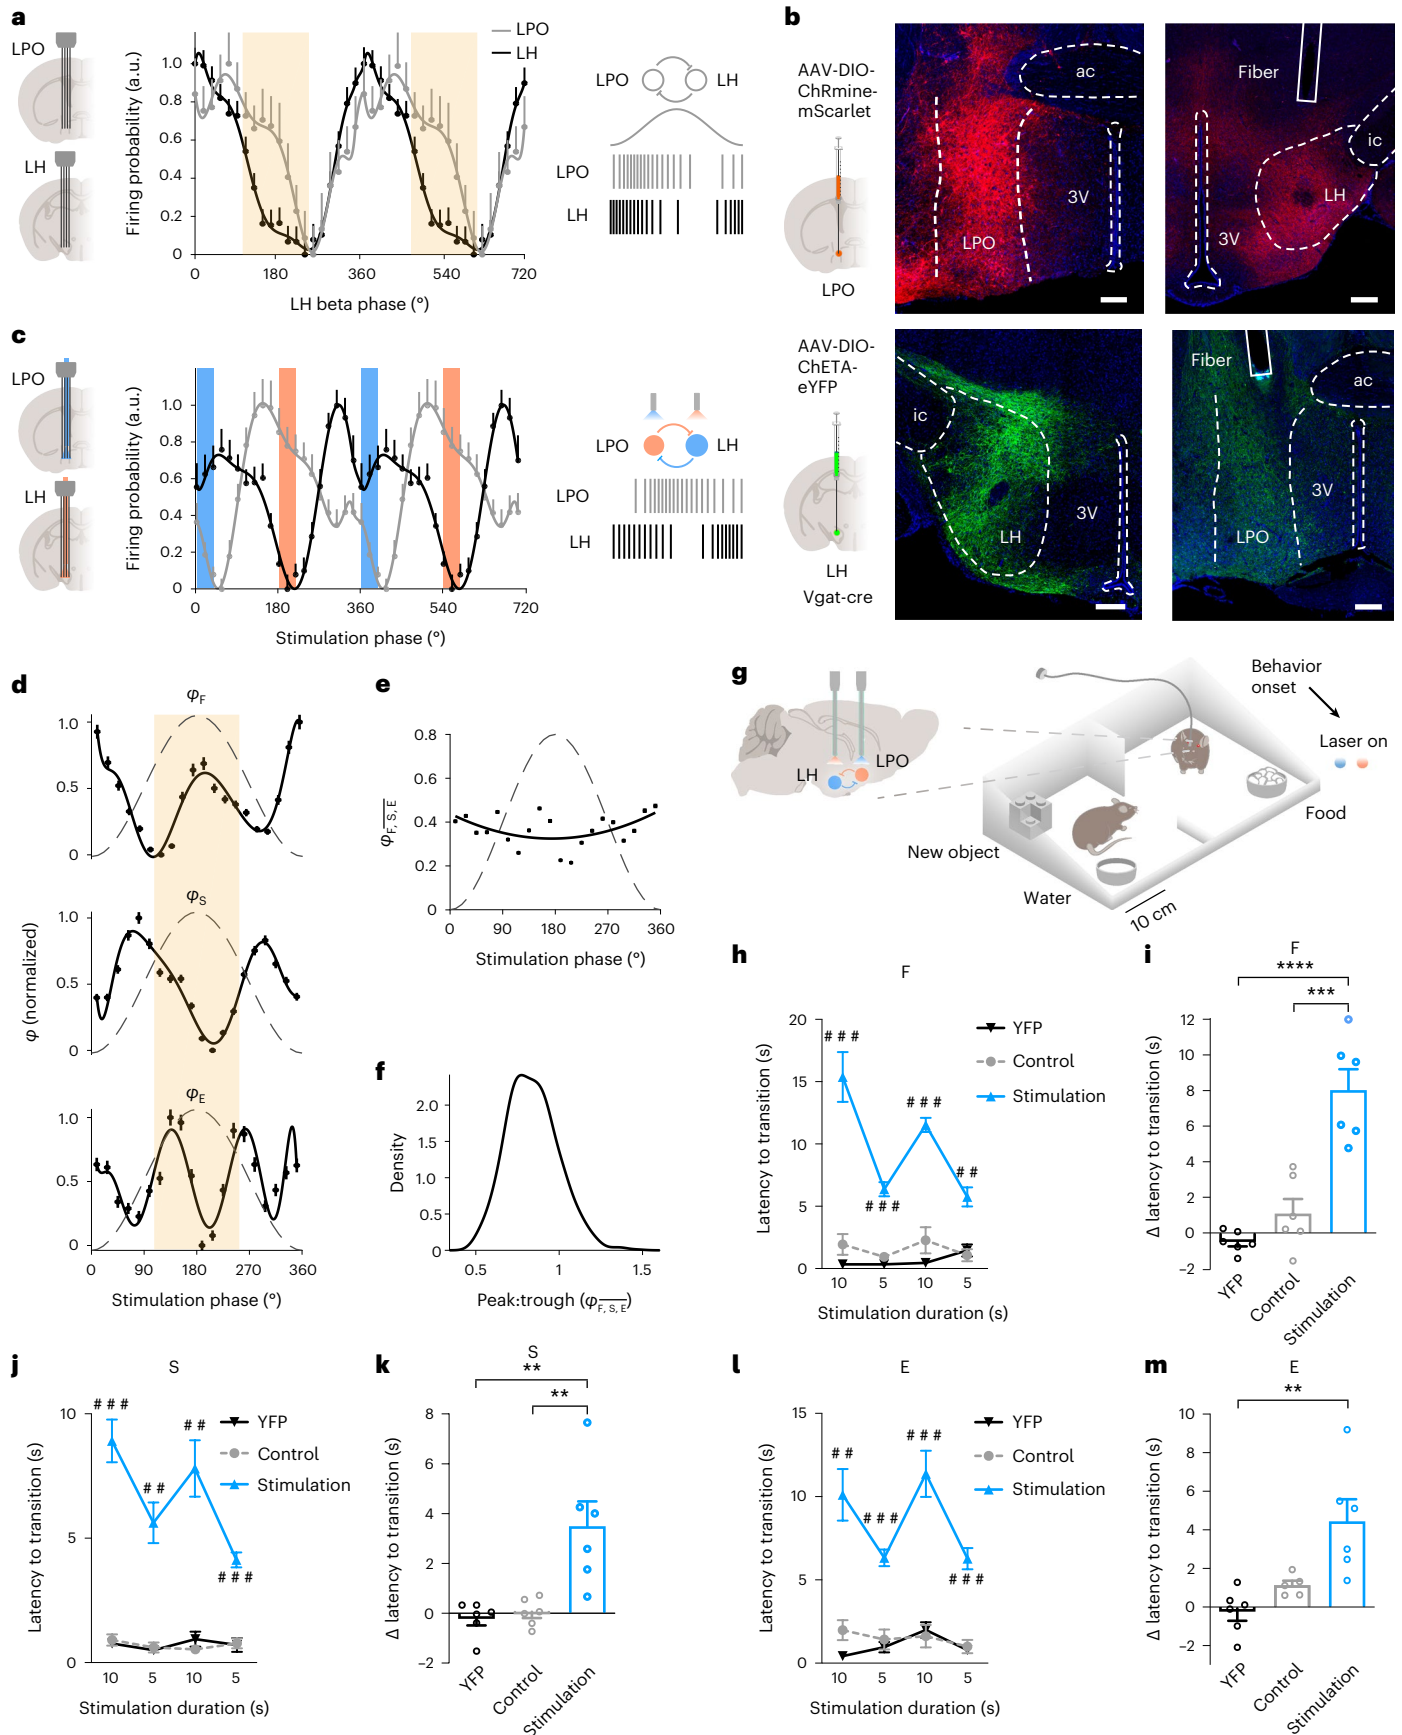 a
LPO
LH
Firing probability (a.u.)
1.0
0.8
0.6
0.4
0.2
0
0 180 360 540 720
LH beta phase (°)
LPO
LH
LPO LH
LPO
LH
b
AAV-DIO-
ChRmine-
mScarlet
LPO
ac
3V
LPO
Fiber
ic
LH
3V
AAV-DIO-
ChETA-
eYFP
LH
Vgat-cre
ic
3V
LH
Fiber
ac
3V
LPO
c
LPO
LH
Firing probability (a.u.)
1.0
0.8
0.6
0.4
0.2
0
0 180 360 540 720
Stimulation phase (°)
LPO LH
LPO
LH
d
φF
1.0
0.5
0
φS
1.0
0.5
0
φE
1.0
0.5
0
φ (normalized)
0 90 180 270 360
Stimulation phase (°)
e
φF, S, E
0.8
0.6
0.4
0.2
0
0 90 180 270 360
Stimulation phase (°)
f
Density
2.0
1.5
1.0
0.5
0
0.5 1 1.5
Peak:trough (φF, S, E)
g
LH
LPO
Behavior
onset
Laser on
Food
New object
Water
10 cm
h
F
Latency to transition (s)
20
15
10
5
0
# # #
# # #
# # #
# #
YFP
Control
Stimulation
10 5 10 5
Stimulation duration (s)
i
F
****
***
Δ latency to transition (s)
12
10
8
6
4
2
0
−2
YFP
Control
Stimulation
j
S
Latency to transition (s)
10
5
0
# # #
# #
# #
# # #
YFP
Control
Stimulation
10 5 10 5
Stimulation duration (s)
k
S
**
**
Δ latency to transition (s)
8
6
4
2
0
−2
YFP
Control
Stimulation
l
E
Latency to transition (s)
15
10
5
0
# #
# # #
# # #
# # #
YFP
Control
Stimulation
10 5 10 5
Stimulation duration (s)
m
E
**
Δ latency to transition (s)
10
8
6
4
2
0
−2
YFP
Control
Stimulation